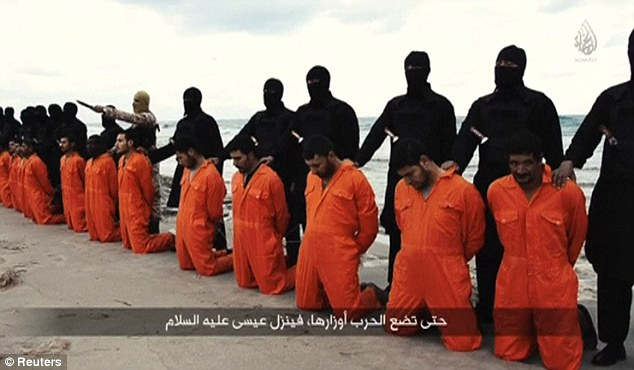 حتى تضع الحرب أوزارها، فينزل عيسى عليه السلام
© Reuters